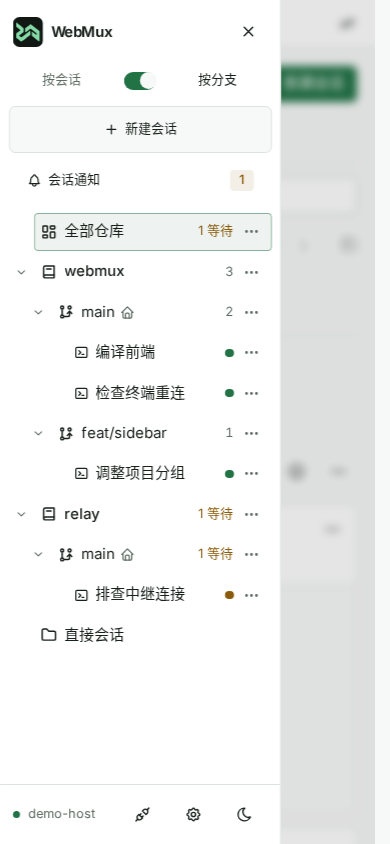 WebMux
按会话 按分支
新建会话
会话通知 1
全部仓库 1 等待
webmux 3
main 2
编译前端
检查终端重连
feat/sidebar 1
调整项目分组
relay 1 等待
main 1 等待
排查中继连接
直接会话
demo-host